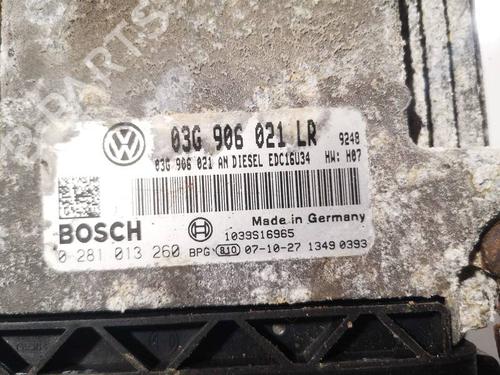 03G 906 021 LR 9248
03G 906 021 AN DIESEL EDC16U34 HW: H07
Made in Germany
BOSCH 1039S16965
0 281 013 260 BPG 810 07-10-27 1349 0393